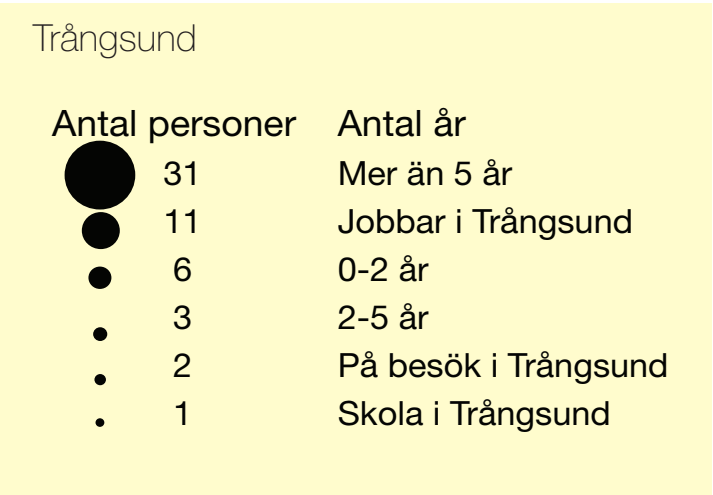 Trångsund
Antal personer Antal år
31 Mer än 5 år
11 Jobbar i Trångsund
6 0-2 år
3 2-5 år
2 På besök i Trångsund
1 Skola i Trångsund